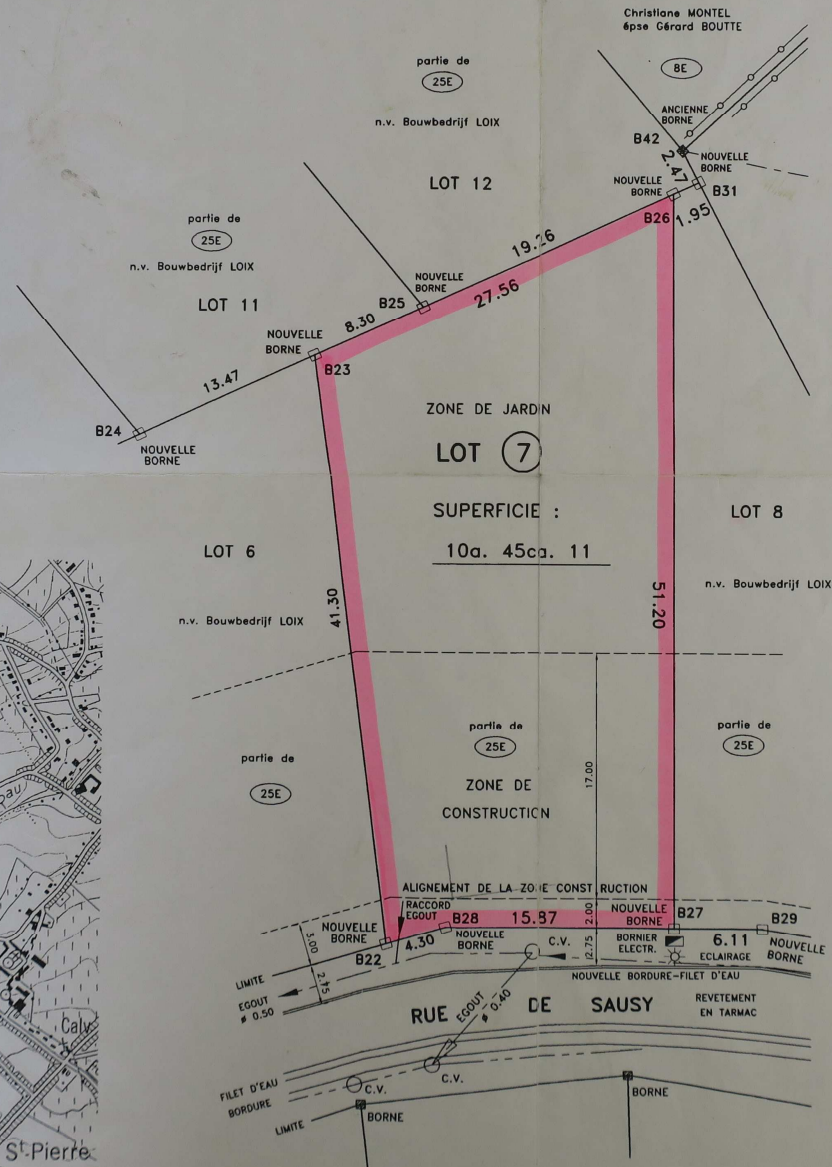 Christiane MONTEL
épse Gérard BOUTTE
8E
partie de
25E
n.v. Bouwbedrijf LOIX
LOT 12
ANCIENNE
BORNE
B42
2.47
NOUVELLE
BORNE
B31
NOUVELLE
BORNE
B26
1.95
partie de
25E
n.v. Bouwbedrijf LOIX
LOT 11
19.26
27.56
NOUVELLE
BORNE
B25
8.30
NOUVELLE
BORNE
B23
13.47
B24
NOUVELLE
BORNE
ZONE DE JARDIN
LOT 7
SUPERFICIE :
10a. 45ca. 11
LOT 6
n.v. Bouwbedrijf LOIX
41.30
51.20
LOT 8
n.v. Bouwbedrijf LOIX
partie de
25E
partie de
25E
partie de
25E
ZONE DE
CONSTRUCTION
17.00
ALIGNEMENT DE LA ZONE CONSTRUCTION
RACCORD
EGOUT
NOUVELLE
BORNE
B22
4.30
B28
NOUVELLE
BORNE
15.87
2.00
NOUVELLE
BORNE
B27
B29
NOUVELLE
BORNE
3.00
2.75
2.75
C.V.
BORNIER
ELECTR.
6.11
ECLAIRAGE
LIMITE
EGOUT
ø 0.50
NOUVELLE BORDURE-FILET D'EAU
RUE DE SAUSY
EGOUT
ø 0.40
REVETEMENT
EN TARMAC
FILET D'EAU
BORDURE
LIMITE
C.V.
C.V.
BORNE
BORNE
pau
Calv
St-Pierre